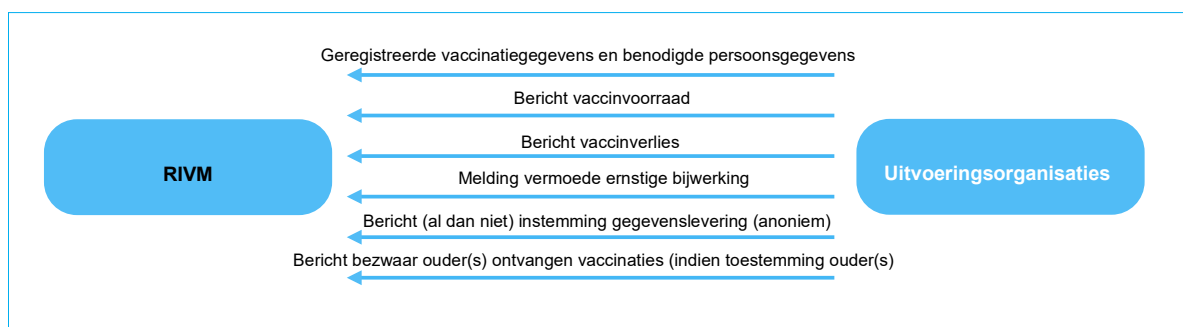 Geregistreerde vaccinatiegegevens en benodigde persoonsgegevens
Bericht vaccinvoorraad
Bericht vaccinverlies
RIVM
Uitvoeringsorganisaties
Melding vermoede ernstige bijwerking
Bericht (al dan niet) instemming gegevenslevering (anoniem)
Bericht bezwaar ouder(s) ontvangen vaccinaties (indien toestemming ouder(s)